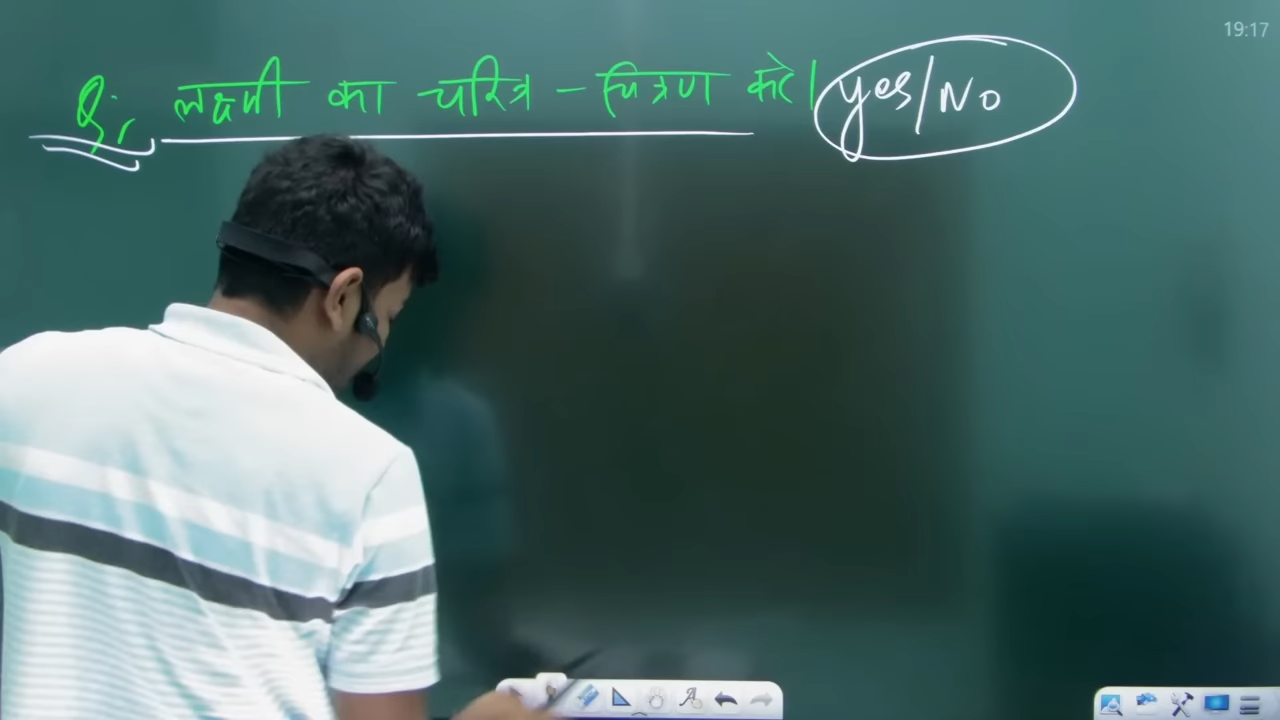 19:17
Q. लक्ष्मी का चरित्र - चित्रण करें। yes/No